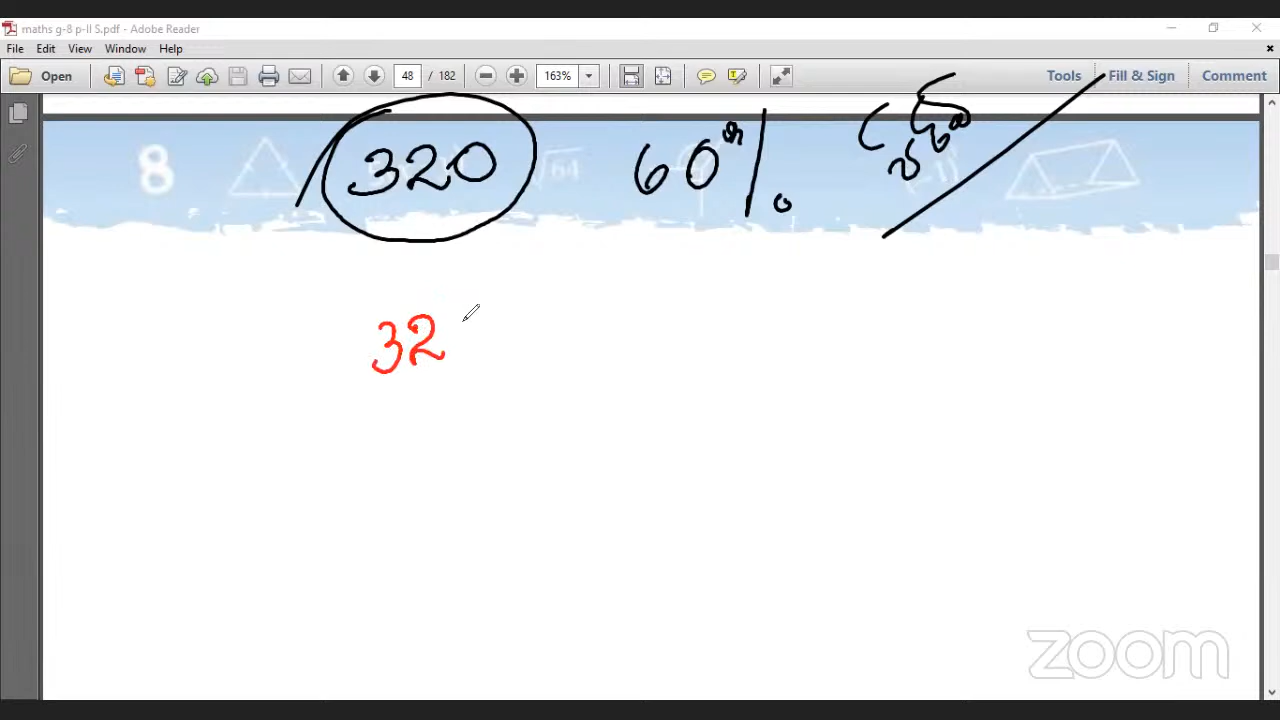 maths g-8 p-II S.pdf - Adobe Reader
File Edit View Window Help
Open 48 / 182 163% Tools Fill & Sign Comment
8
320 60%
32
zoom